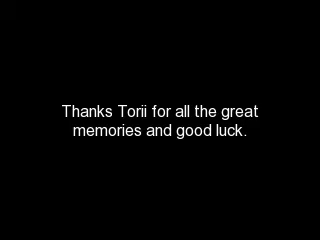 Thanks Torii for all the great
memories and good luck.